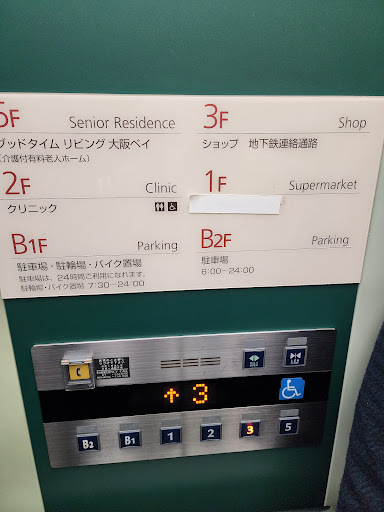 5F Senior Residence
グッドタイム リビング 大阪ベイ
(介護付有料老人ホーム)
3F Shop
ショップ 地下鉄連絡通路
2F Clinic
クリニック
1F Supermarket
B1F Parking
駐車場・駐輪場・バイク置場
駐車場は、24時間ご利用になれます。
駐輪場・バイク置場 7:30-24:00
B2F Parking
駐車場
6:00-24:00
↑3
B2 B1 1 2 3 5